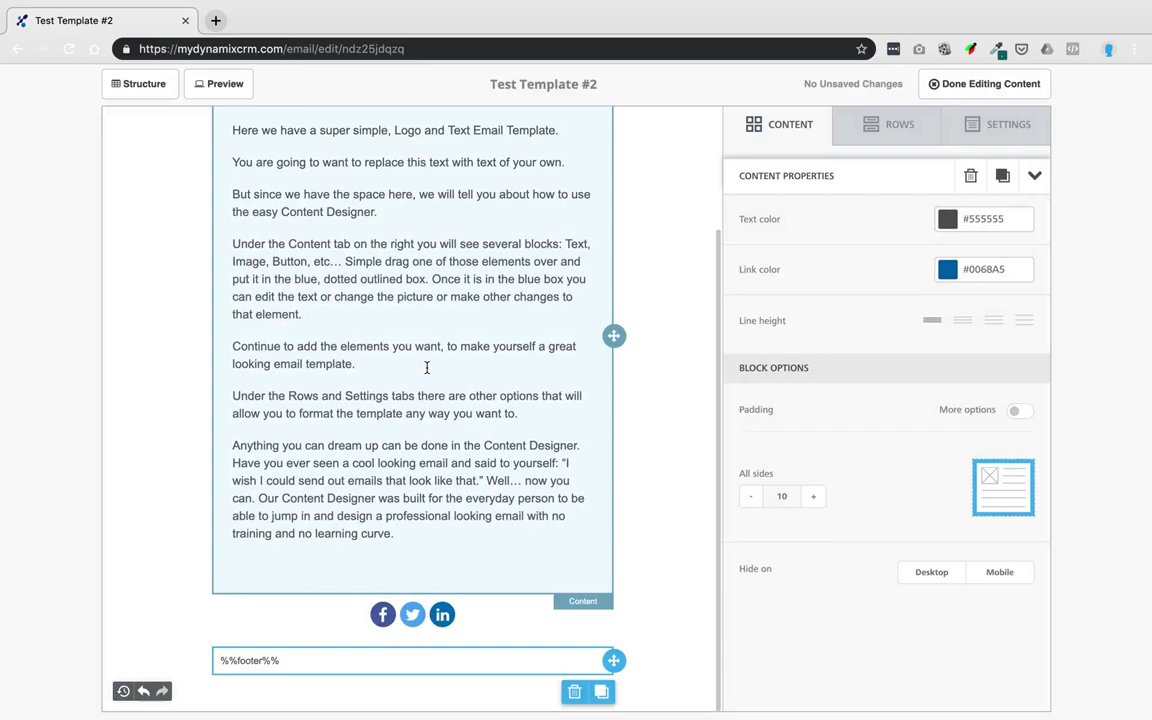 Test Template #2
https://mydynamixcrm.com/email/edit/ndz25jdqzq
Structure
Preview
Test Template #2
No Unsaved Changes
Done Editing Content
Here we have a super simple, Logo and Text Email Template.
You are going to want to replace this text with text of your own.
But since we have the space here, we will tell you about how to use
the easy Content Designer.
Under the Content tab on the right you will see several blocks: Text,
Image, Button, etc... Simple drag one of those elements over and
put it in the blue, dotted outlined box. Once it is in the blue box you
can edit the text or change the picture or make other changes to
that element.
Continue to add the elements you want, to make yourself a great
looking email template.
Under the Rows and Settings tabs there are other options that will
allow you to format the template any way you want to.
Anything you can dream up can be done in the Content Designer.
Have you ever seen a cool looking email and said to yourself: “I
wish I could send out emails that look like that.” Well... now you
can. Our Content Designer was built for the everyday person to be
able to jump in and design a professional looking email with no
training and no learning curve.
Content
%%footer%%
CONTENT
ROWS
SETTINGS
CONTENT PROPERTIES
Text color
#555555
Link color
#0068A5
Line height
BLOCK OPTIONS
Padding
More options
All sides
- 10 +
Hide on
Desktop
Mobile